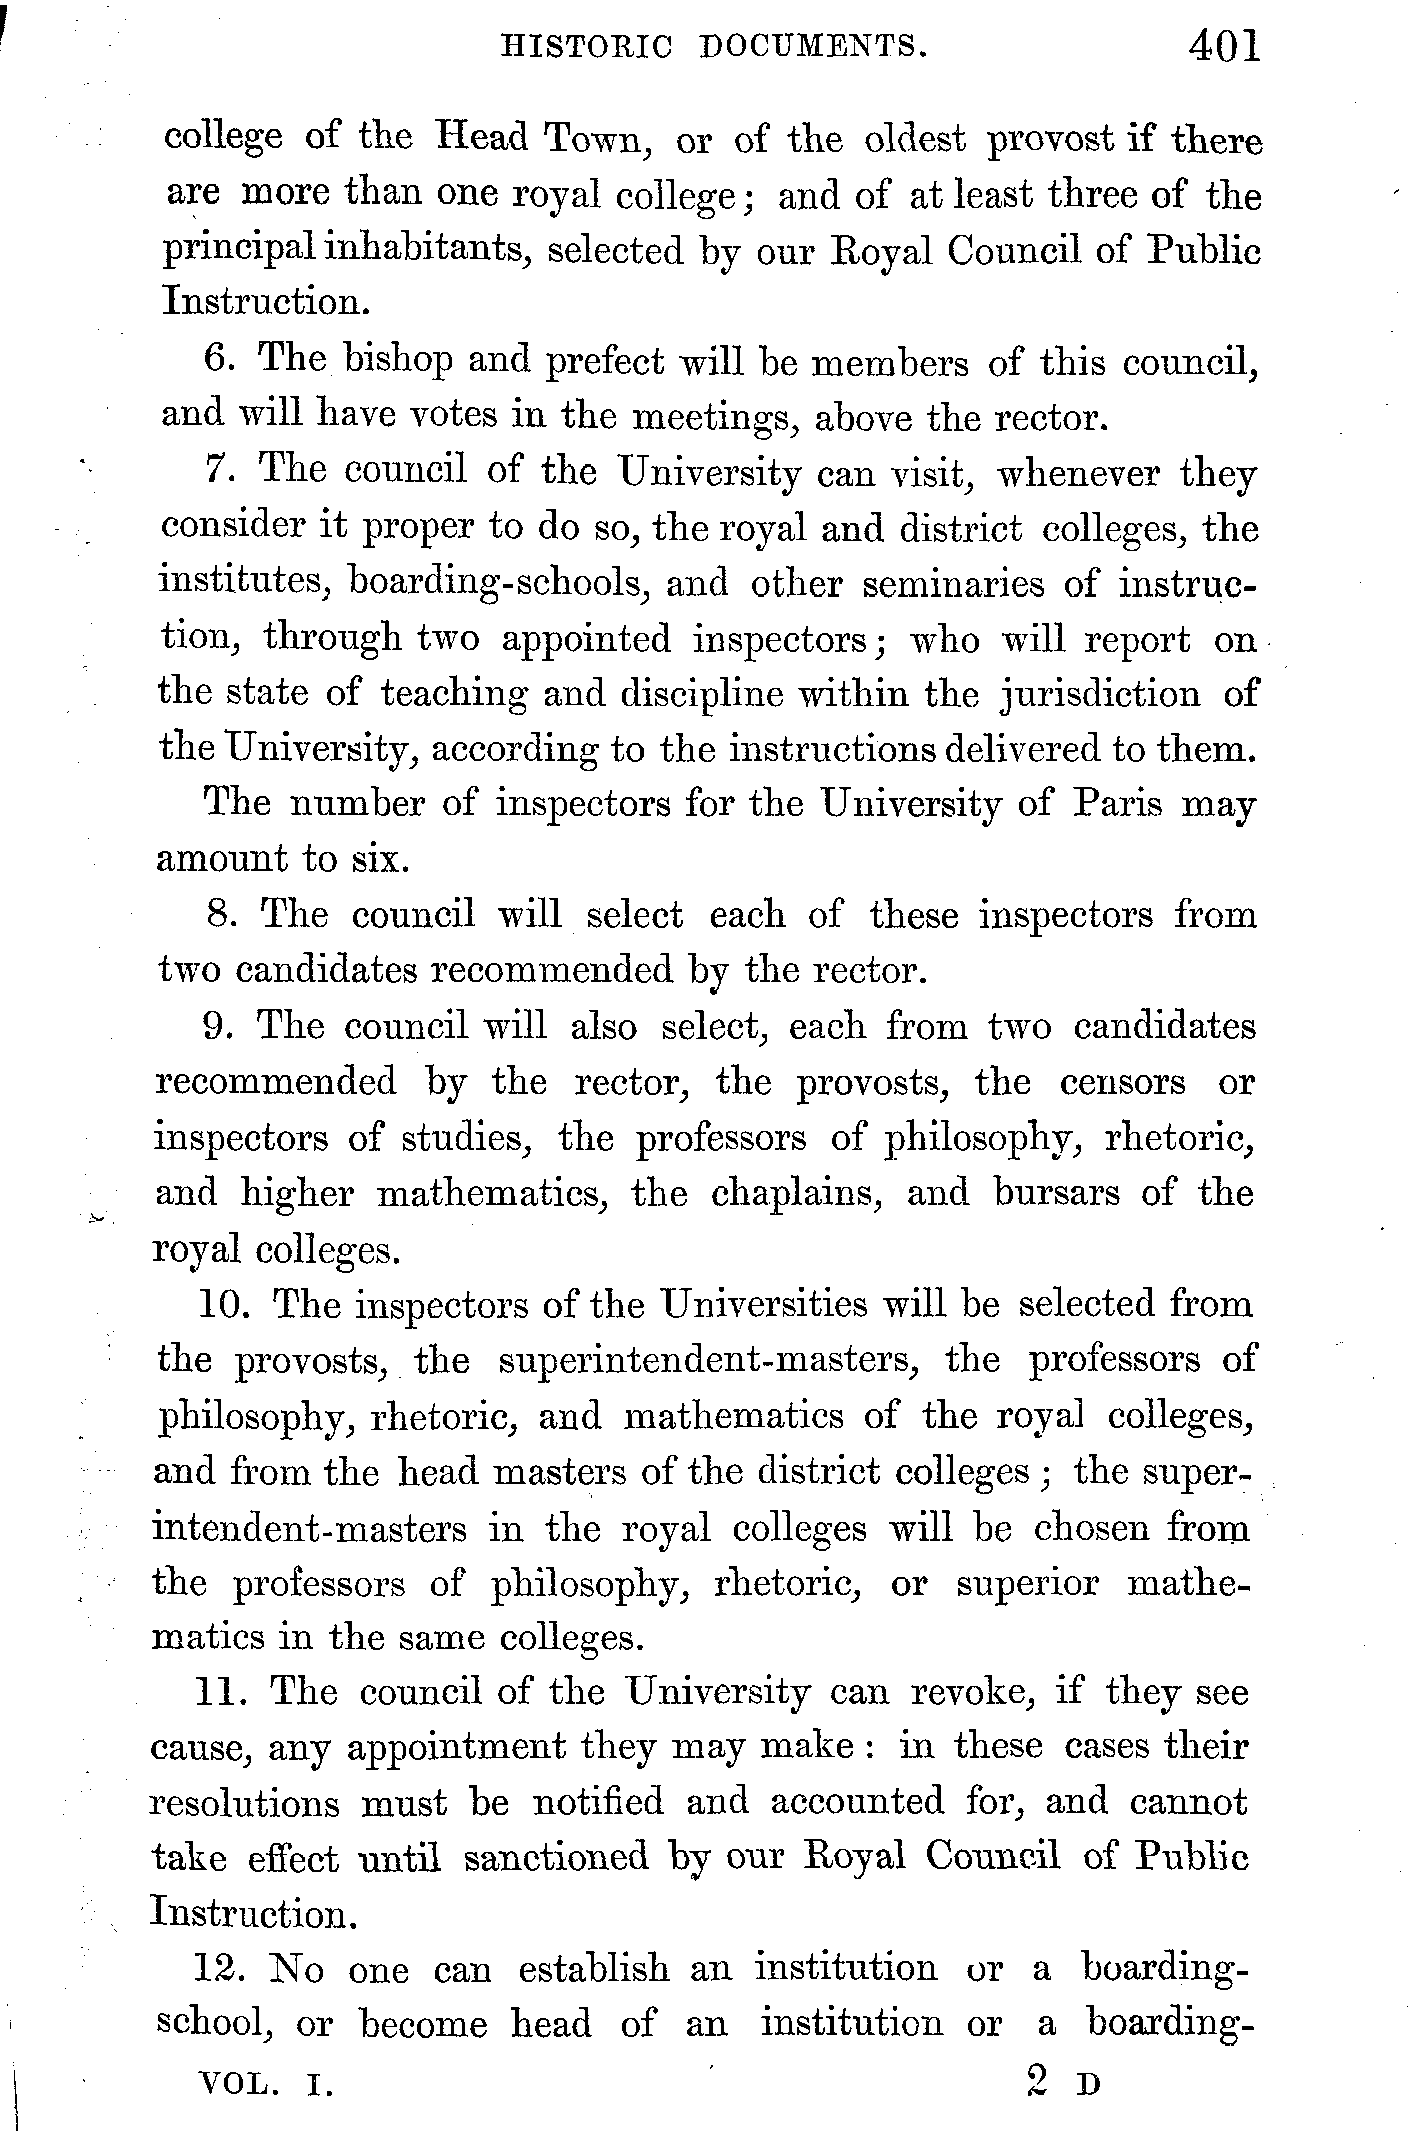 HISTORIC DOCUMENTS. 401
college of the Head Town, or of the oldest provost if there
are more than one royal college; and of at least three of the
principal inhabitants, selected by our Royal Council of Public
Instruction.
6. The bishop and prefect will be members of this council,
and will have votes in the meetings, above the rector.
7. The council of the University can visit, whenever they
consider it proper to do so, the royal and district colleges, the
institutes, boarding-schools, and other seminaries of instruc-
tion, through two appointed inspectors; who will report on
the state of teaching and discipline within the jurisdiction of
the University, according to the instructions delivered to them.
The number of inspectors for the University of Paris may
amount to six.
8. The council will select each of these inspectors from
two candidates recommended by the rector.
9. The council will also select, each from two candidates
recommended by the rector, the provosts, the censors or
inspectors of studies, the professors of philosophy, rhetoric,
and higher mathematics, the chaplains, and bursars of the
royal colleges.
10. The inspectors of the Universities will be selected from
the provosts, the superintendent-masters, the professors of
philosophy, rhetoric, and mathematics of the royal colleges,
and from the head masters of the district colleges; the super-
intendent-masters in the royal colleges will be chosen from
the professors of philosophy, rhetoric, or superior mathe-
matics in the same colleges.
11. The council of the University can revoke, if they see
cause, any appointment they may make: in these cases their
resolutions must be notified and accounted for, and cannot
take effect until sanctioned by our Royal Council of Public
Instruction.
12. No one can establish an institution or a boarding-
school, or become head of an institution or a boarding-
VOL. I. 2 D